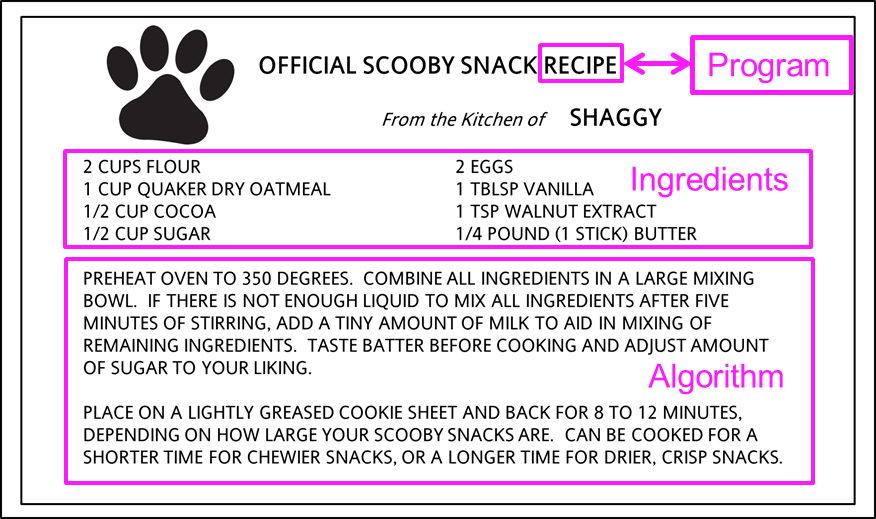 OFFICIAL SCOOBY SNACK RECIPE Program
From the Kitchen of SHAGGY
2 CUPS FLOUR
1 CUP QUAKER DRY OATMEAL
1/2 CUP COCOA
1/2 CUP SUGAR
2 EGGS
1 TBLSP VANILLA
1 TSP WALNUT EXTRACT
1/4 POUND (1 STICK) BUTTER
Ingredients
PREHEAT OVEN TO 350 DEGREES. COMBINE ALL INGREDIENTS IN A LARGE MIXING
BOWL. IF THERE IS NOT ENOUGH LIQUID TO MIX ALL INGREDIENTS AFTER FIVE
MINUTES OF STIRRING, ADD A TINY AMOUNT OF MILK TO AID IN MIXING OF
REMAINING INGREDIENTS. TASTE BATTER BEFORE COOKING AND ADJUST AMOUNT
OF SUGAR TO YOUR LIKING.
Algorithm
PLACE ON A LIGHTLY GREASED COOKIE SHEET AND BACK FOR 8 TO 12 MINUTES,
DEPENDING ON HOW LARGE YOUR SCOOBY SNACKS ARE. CAN BE COOKED FOR A
SHORTER TIME FOR CHEWIER SNACKS, OR A LONGER TIME FOR DRIER, CRISP SNACKS.